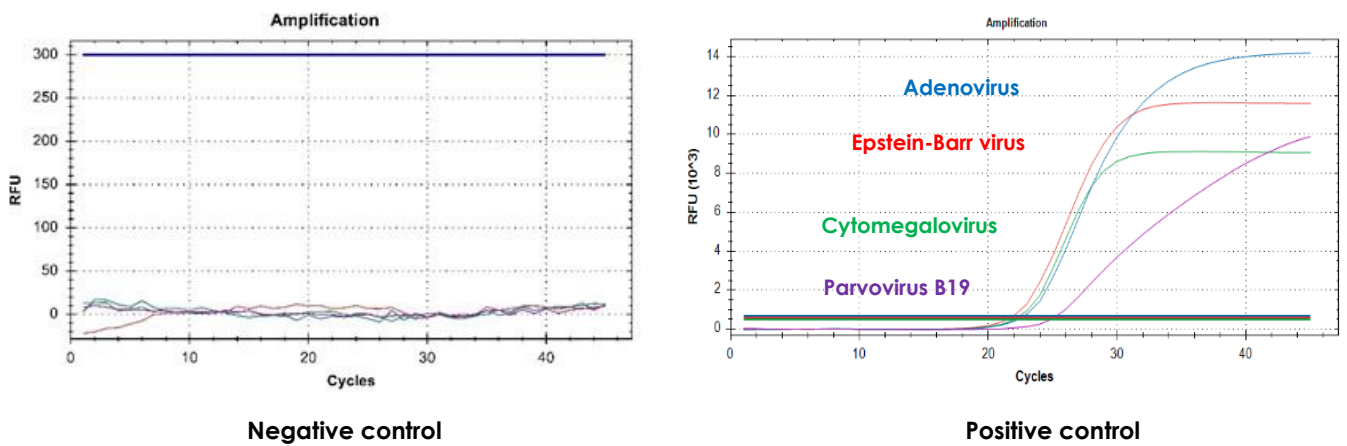 Amplification
300
250
200
150
100
50
0
RFU
0 10 20 30 40
Cycles
Negative control
Amplification
14
12
10
8
6
4
2
0
RFU (10^3)
Adenovirus
Epstein-Barr virus
Cytomegalovirus
Parvovirus B19
0 10 20 30 40
Cycles
Positive control